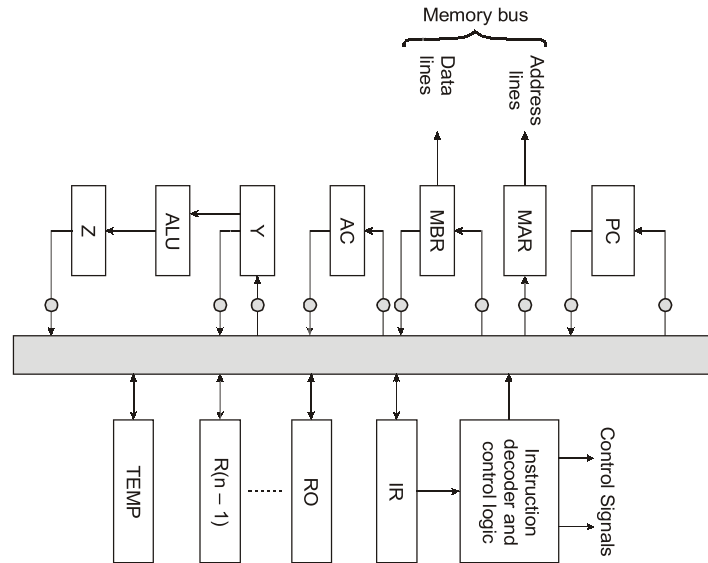 Memory bus
Data
lines
Address
lines
Z
ALU
Y
AC
MBR
MAR
PC
TEMP
R(n – 1)
RO
IR
Instruction
decoder and
control logic
Control Signals